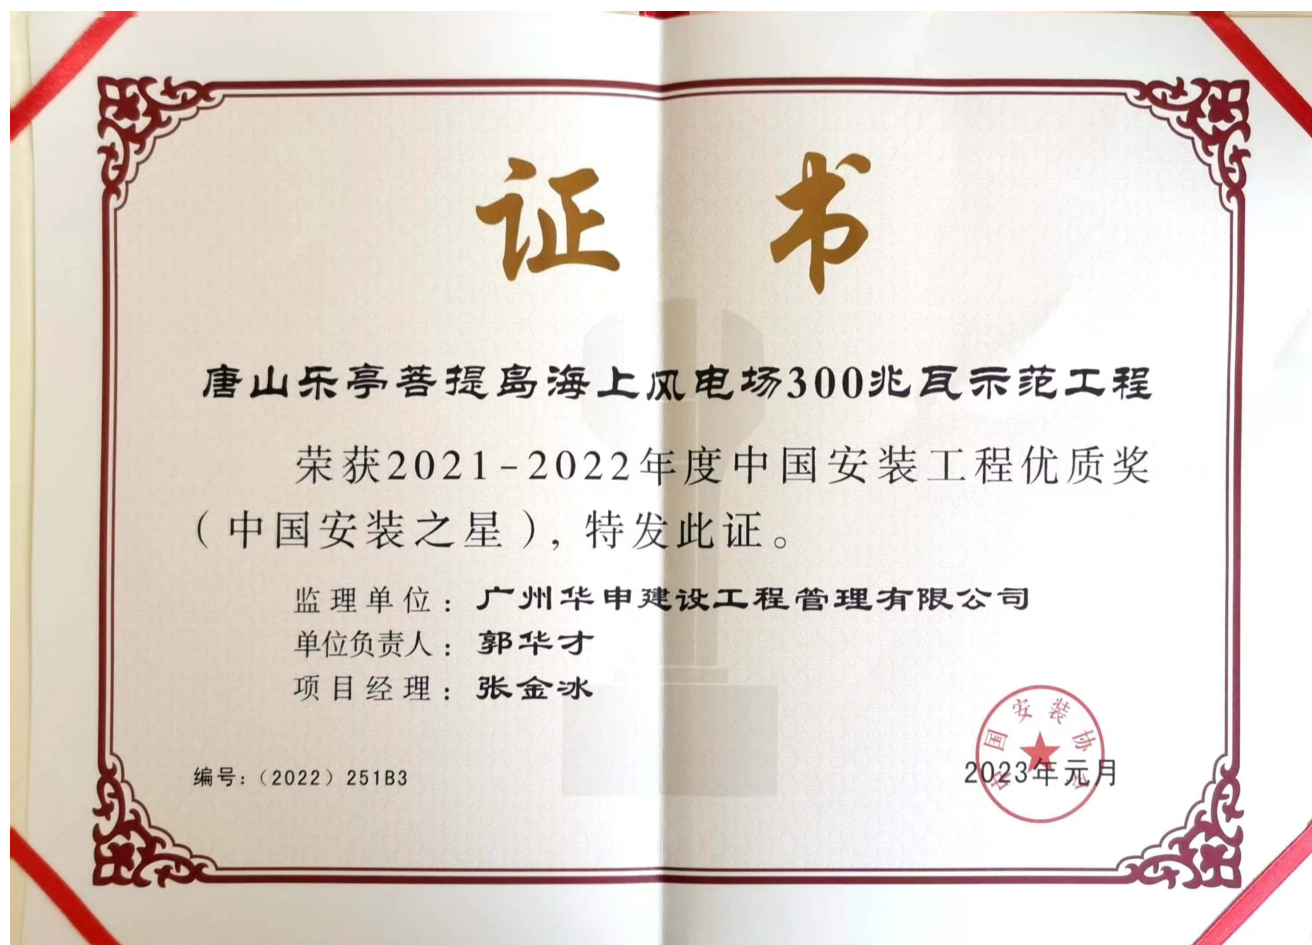 证书
唐山乐亭菩提岛海上风电场300兆瓦示范工程
荣获2021-2022年度中国安装工程优质奖
（中国安装之星），特发此证。
监理单位：广州华申建设工程管理有限公司
单位负责人：郭华才
项目经理：张金冰
编号：（2022）251B3
国安装协
2023年元月